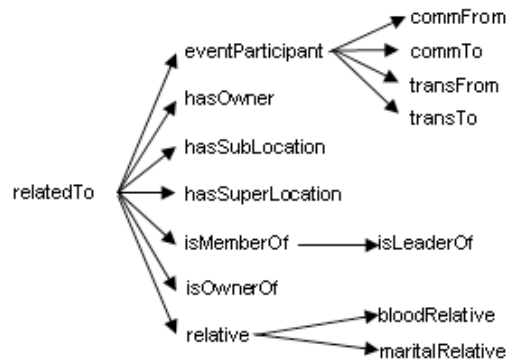 relatedTo
eventParticipant
commFrom
commTo
transFrom
transTo
hasOwner
hasSubLocation
hasSuperLocation
isMemberOf
isLeaderOf
isOwnerOf
relative
bloodRelative
maritalRelative